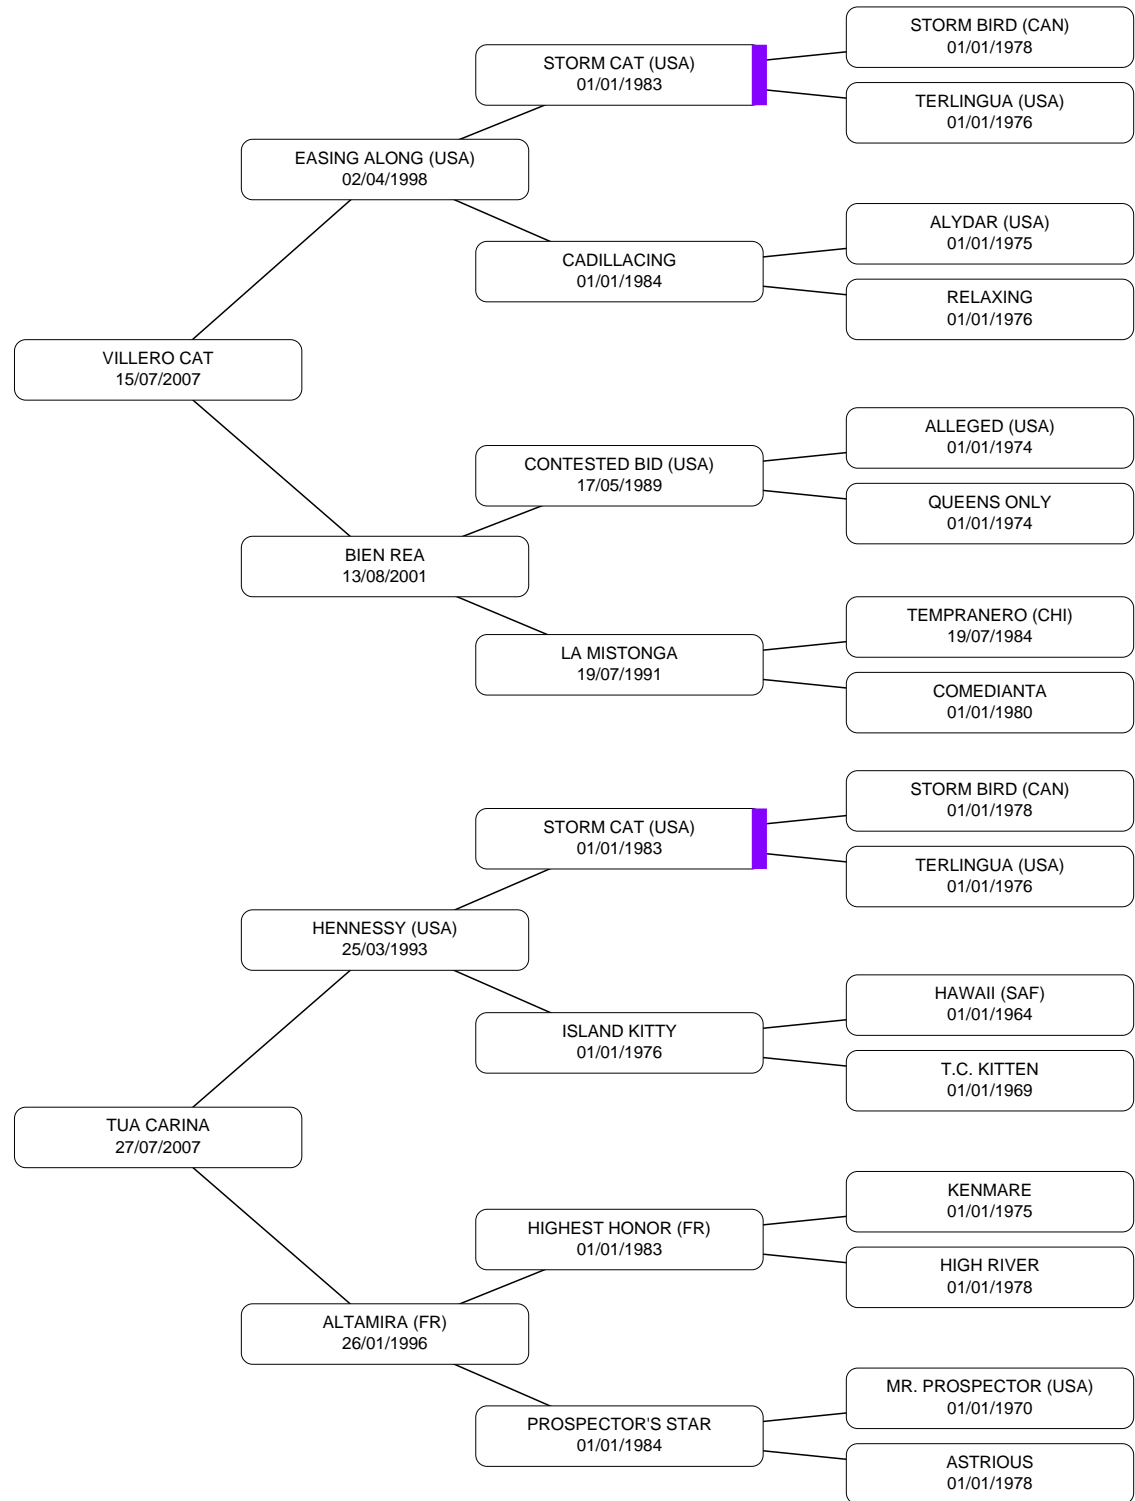 STORM BIRD (CAN)
01/01/1978
STORM CAT (USA)
01/01/1983
TERLINGUA (USA)
01/01/1976
EASING ALONG (USA)
02/04/1998
ALYDAR (USA)
01/01/1975
CADILLACING
01/01/1984
RELAXING
01/01/1976
VILLERO CAT
15/07/2007
ALLEGED (USA)
01/01/1974
CONTESTED BID (USA)
17/05/1989
QUEENS ONLY
01/01/1974
BIEN REA
13/08/2001
TEMPRANERO (CHI)
19/07/1984
LA MISTONGA
19/07/1991
COMEDIANTA
01/01/1980
STORM BIRD (CAN)
01/01/1978
STORM CAT (USA)
01/01/1983
TERLINGUA (USA)
01/01/1976
HENNESSY (USA)
25/03/1993
HAWAII (SAF)
01/01/1964
ISLAND KITTY
01/01/1976
T.C. KITTEN
01/01/1969
TUA CARINA
27/07/2007
KENMARE
01/01/1975
HIGHEST HONOR (FR)
01/01/1983
HIGH RIVER
01/01/1978
ALTAMIRA (FR)
26/01/1996
MR. PROSPECTOR (USA)
01/01/1970
PROSPECTOR'S STAR
01/01/1984
ASTRIOUS
01/01/1978